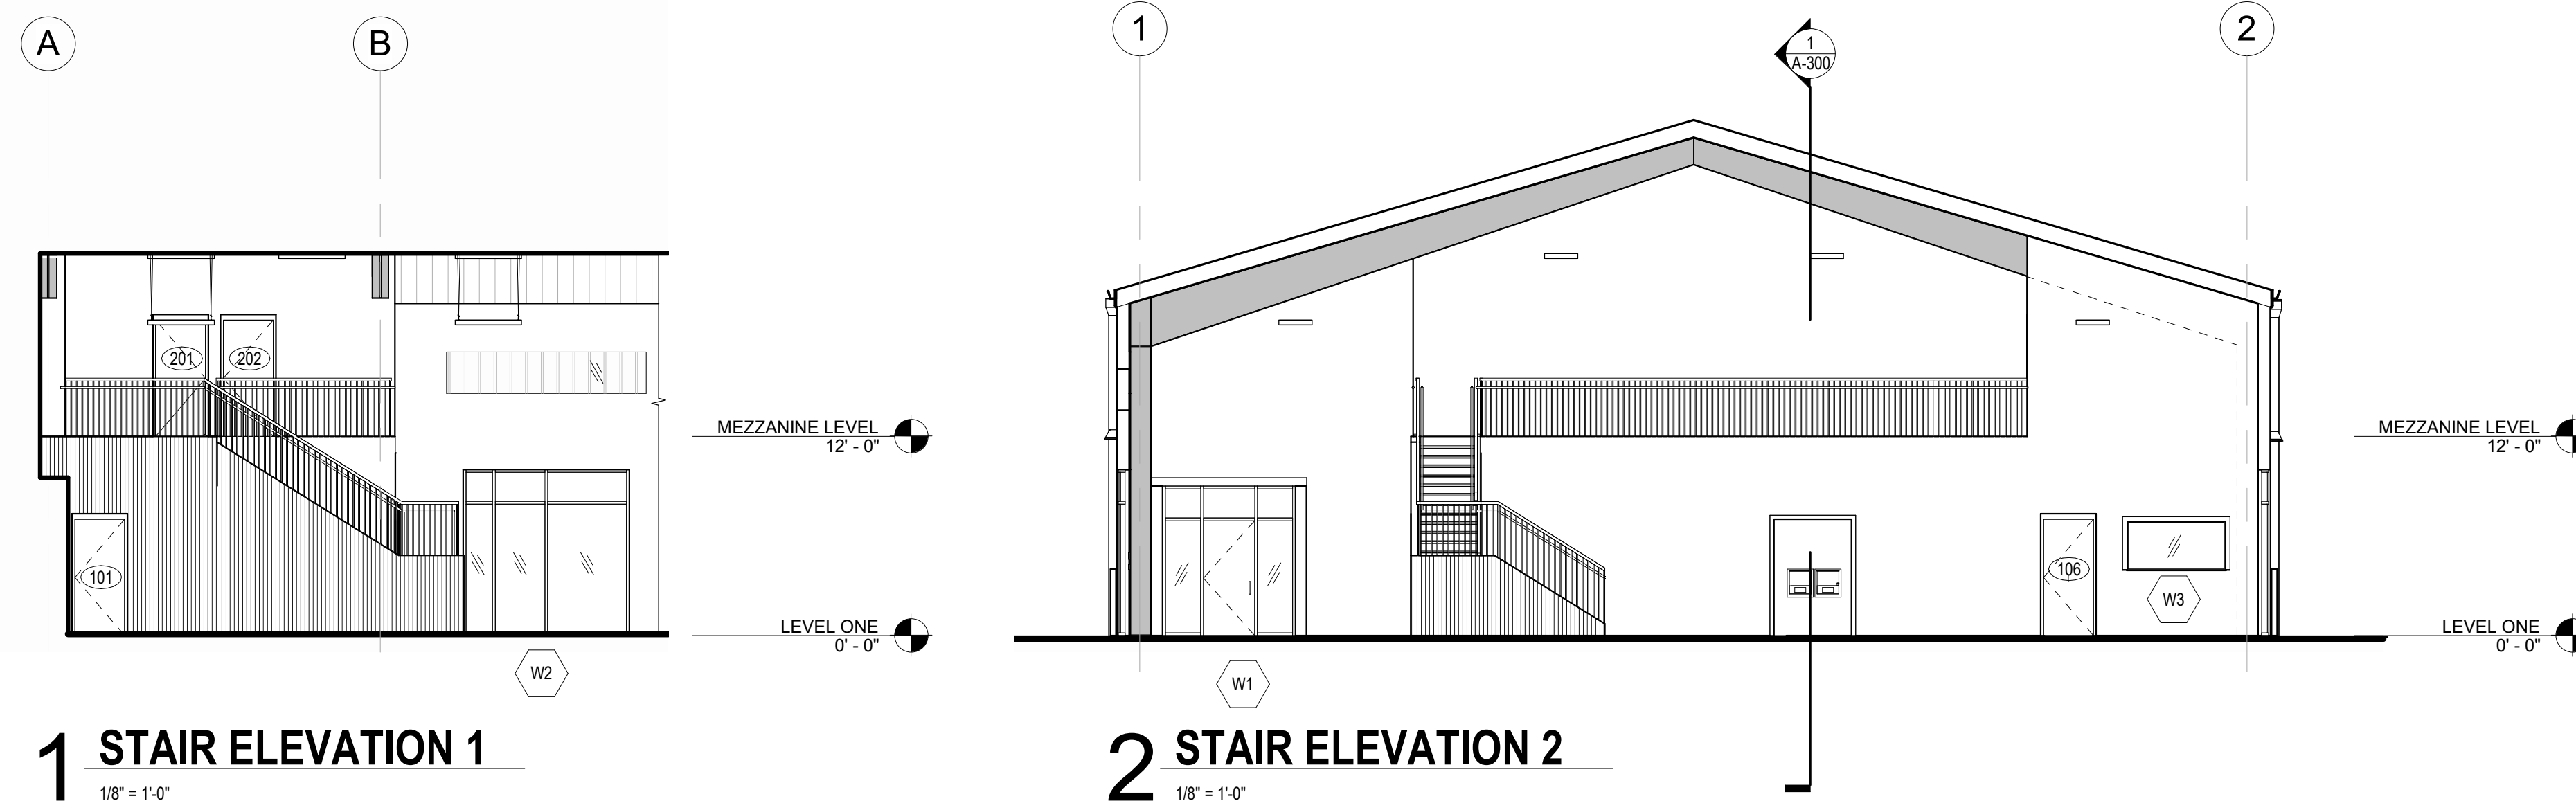 A
B
201
202
101
MEZZANINE LEVEL
12' - 0"
LEVEL ONE
0' - 0"
W2
1
STAIR ELEVATION 1
1/8" = 1'-0"
1
2
1
A-300
106
W3
MEZZANINE LEVEL
12' - 0"
LEVEL ONE
0' - 0"
W1
2
STAIR ELEVATION 2
1/8" = 1'-0"